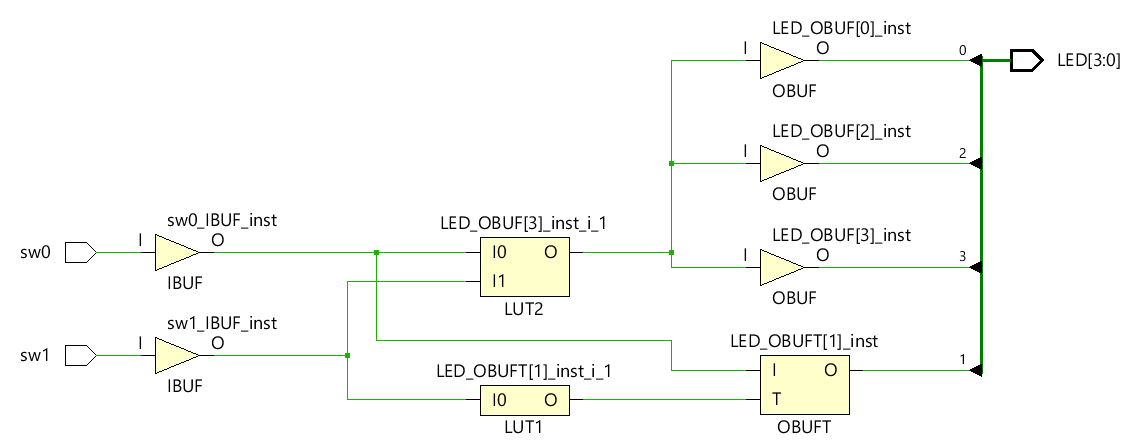 LED_OBUF[0]_inst
I
O
0
LED[3:0]
OBUF
LED_OBUF[2]_inst
I
O
2
OBUF
sw0_IBUF_inst
LED_OBUF[3]_inst_i_1
LED_OBUF[3]_inst
I
O
I
O
3
sw0
I0
O
I1
IBUF
OBUF
LUT2
sw1_IBUF_inst
I
O
LED_OBUFT[1]_inst
sw1
1
IBUF
LED_OBUFT[1]_inst_i_1
I
O
I0
O
T
LUT1
OBUFT